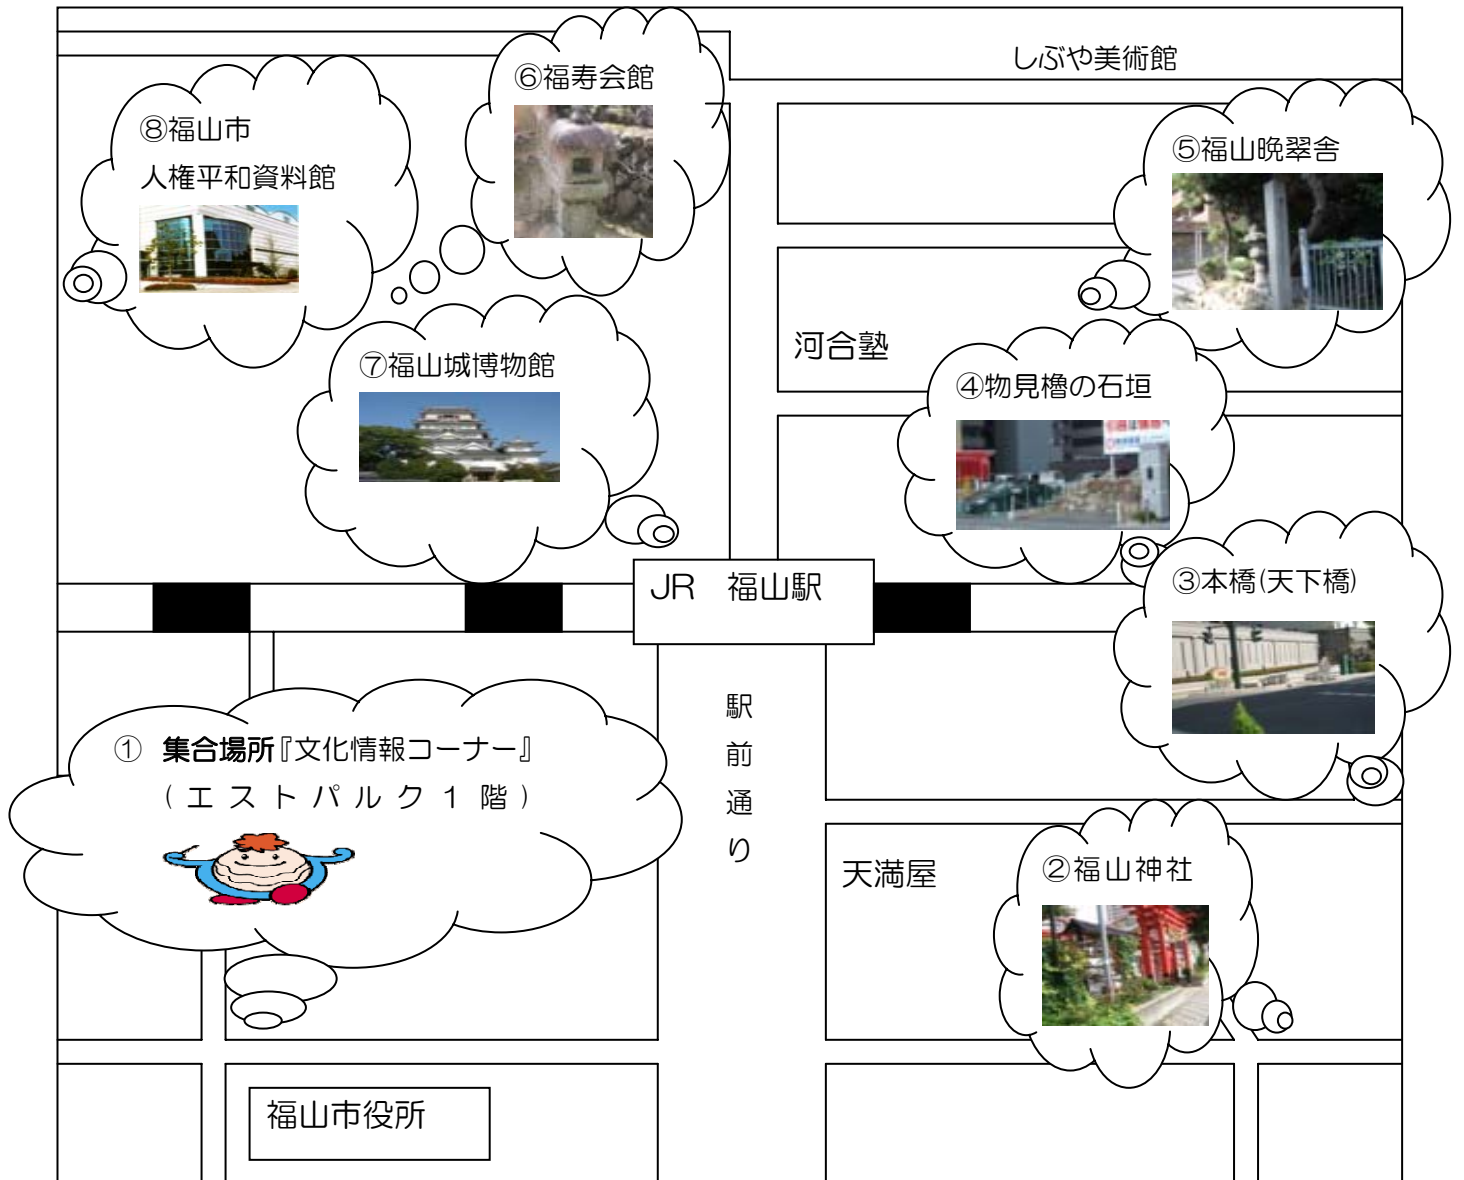 しぶや美術館
⑥福寿会館
⑧福山市
人権平和資料館
⑤福山晩翠舎
河合塾
⑦福山城博物館
④物見櫓の石垣
JR 福山駅
③本橋(天下橋)
駅前通り
① 集合場所『文化情報コーナー』
(エストパルク1階)
天満屋
②福山神社
福山市役所